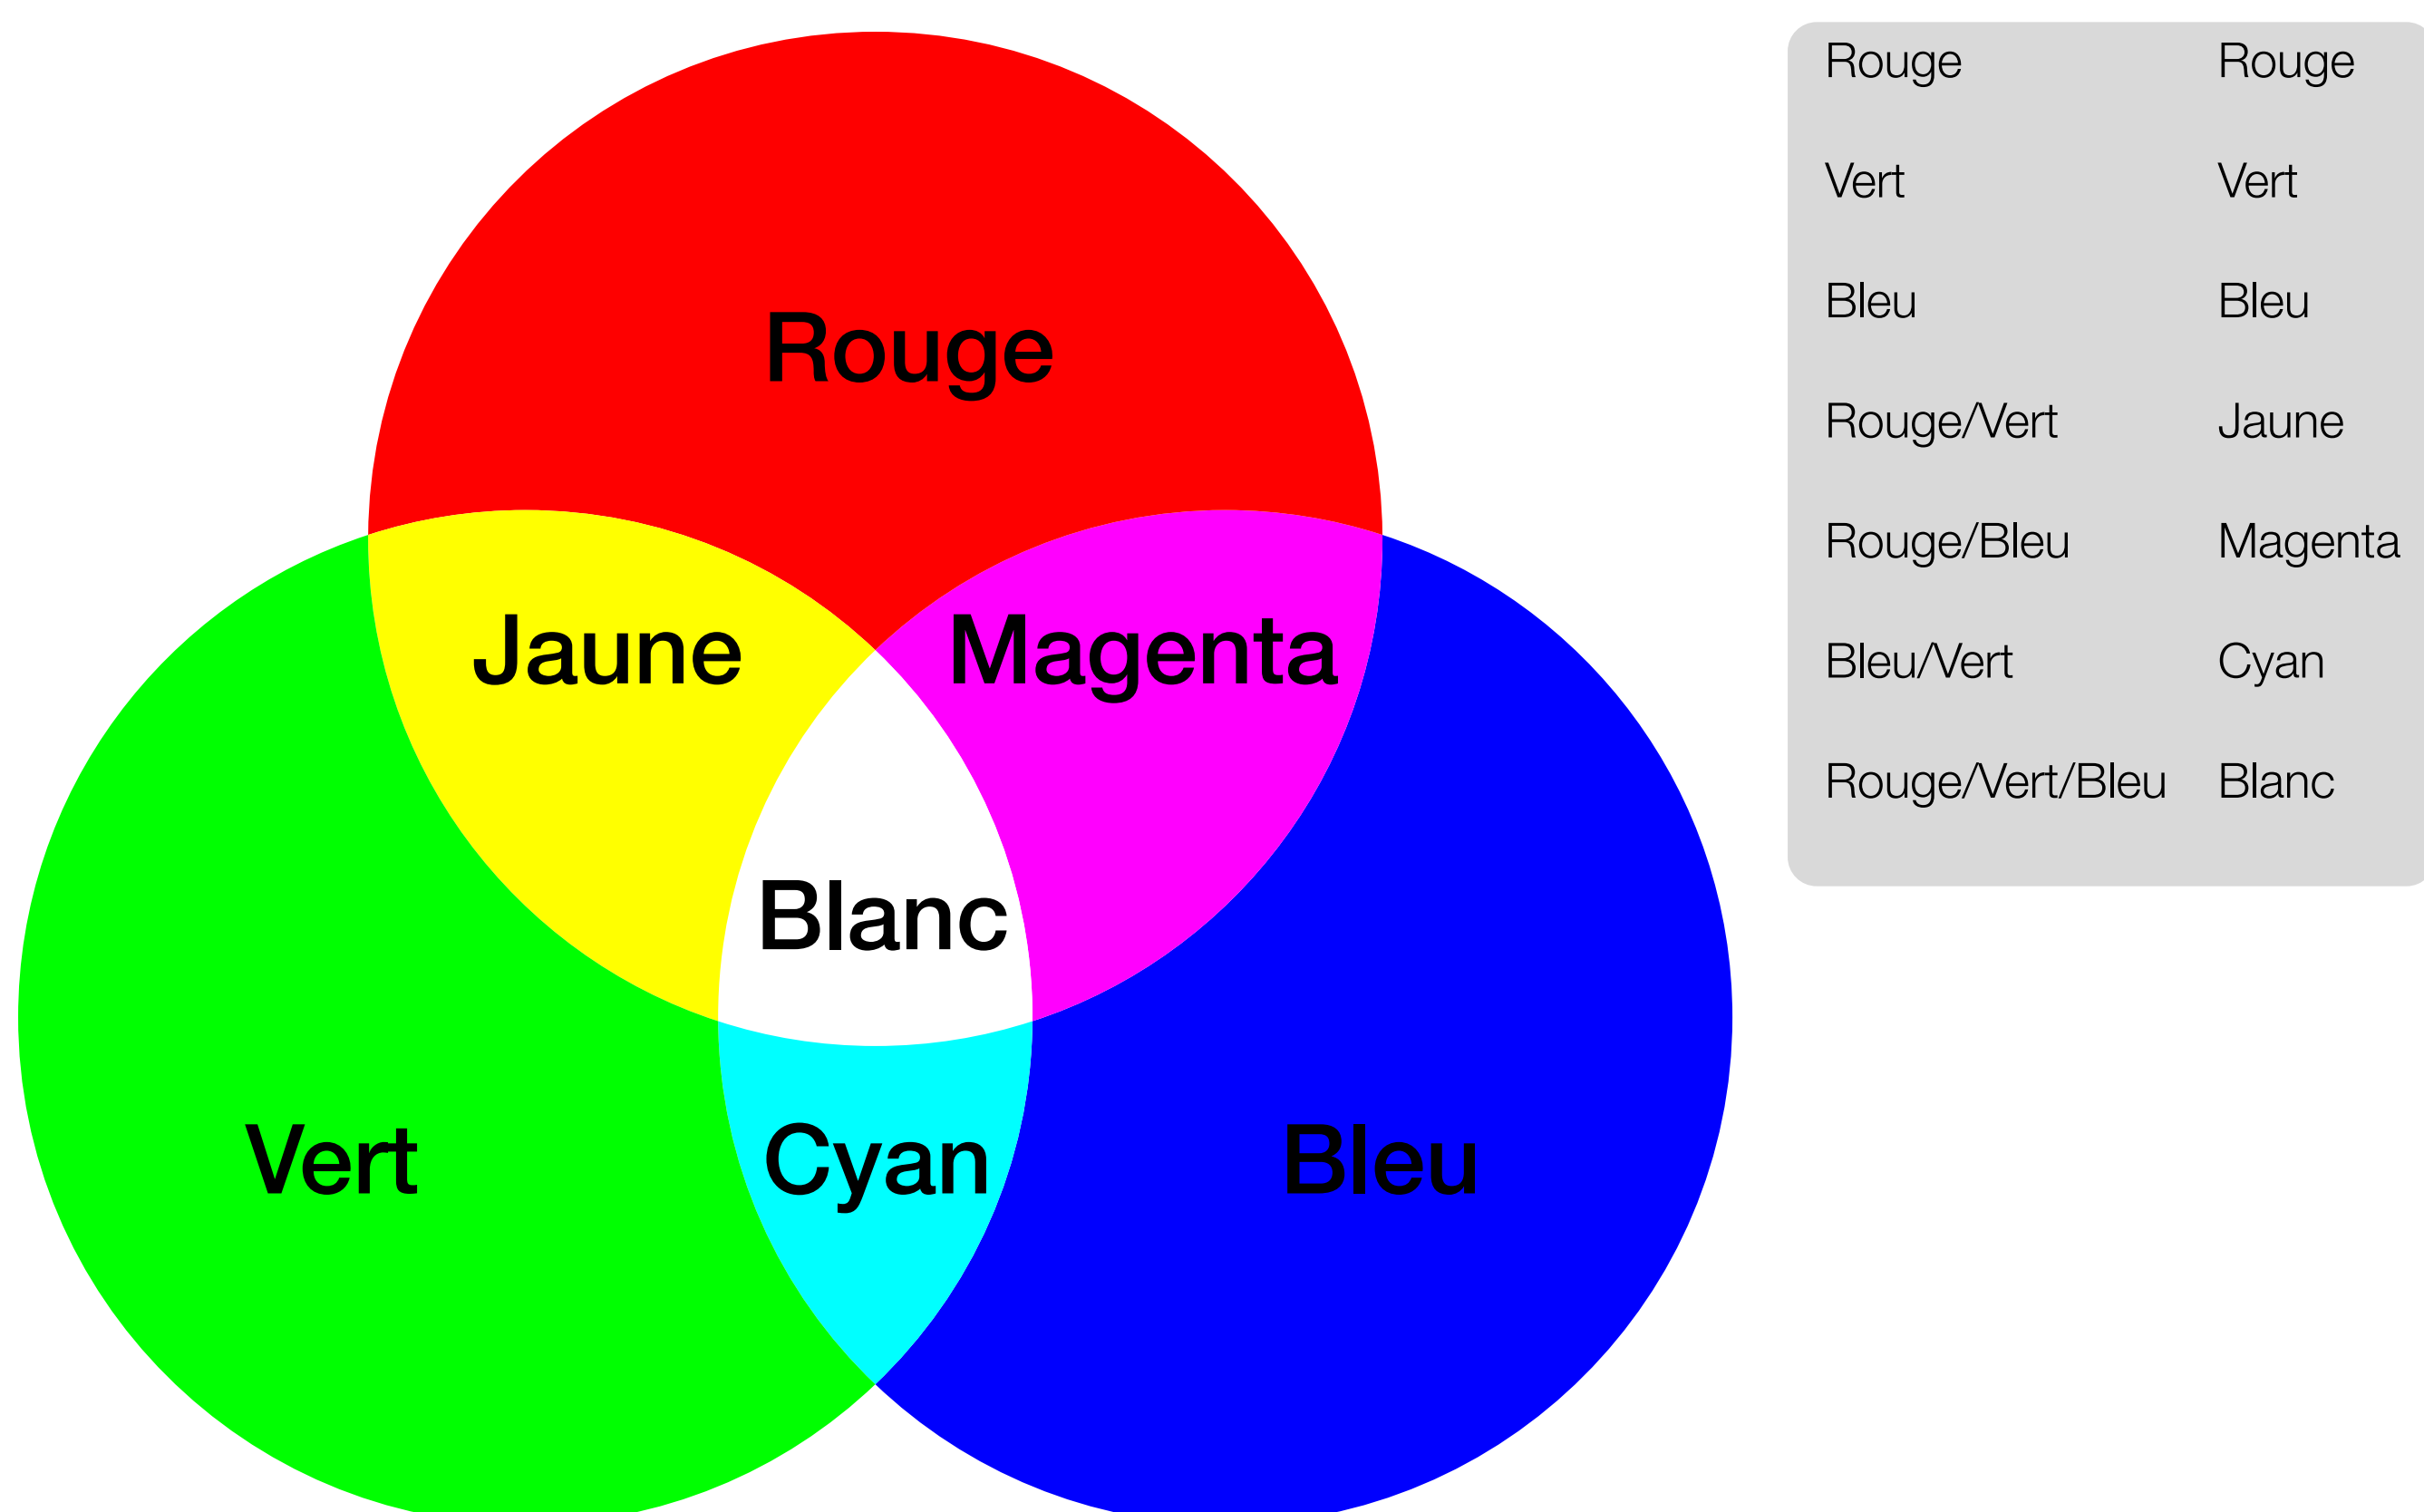 Rouge
Jaune Magenta
Blanc
Vert Cyan Bleu
Rouge Rouge
Vert Vert
Bleu Bleu
Rouge/Vert Jaune
Rouge/Bleu Magenta
Bleu/Vert Cyan
Rouge/Vert/Bleu Blanc